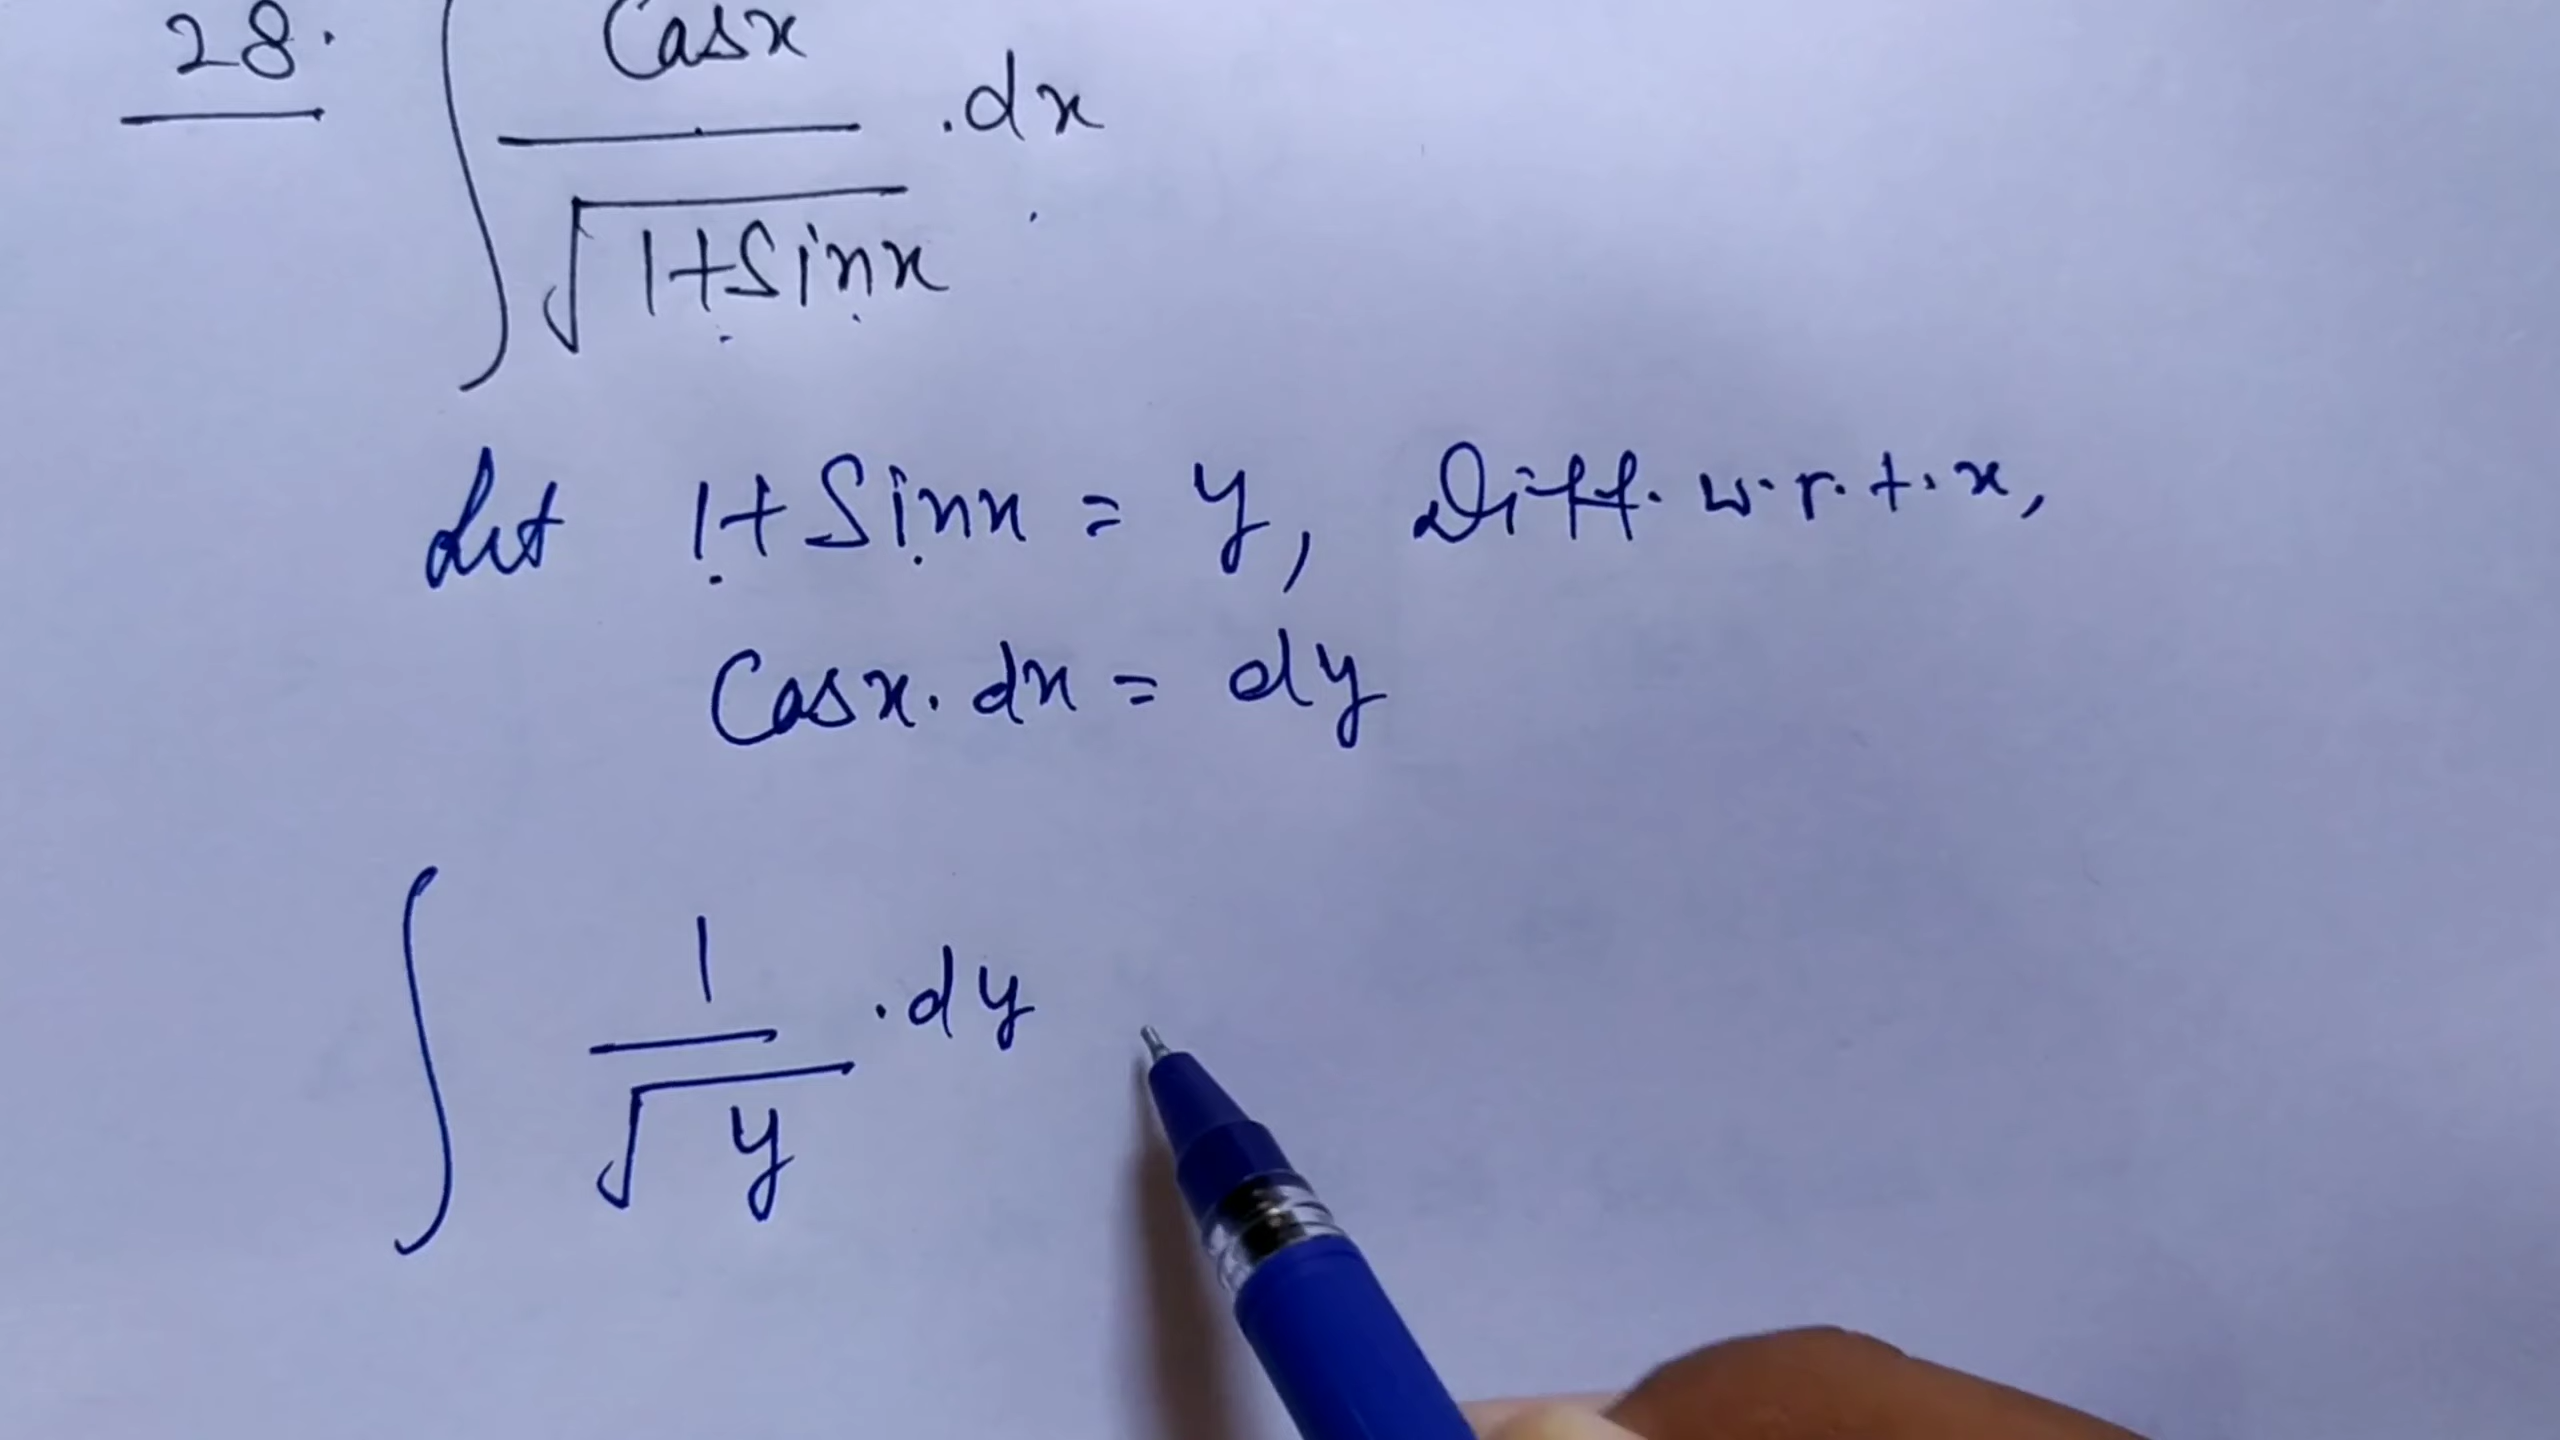 28. ∫ Cosx / √1+Sinx .dx
Let 1+Sinx = y, Diff. w.r.t. x,
Cosx.dx = dy
∫ 1 / √y .dy